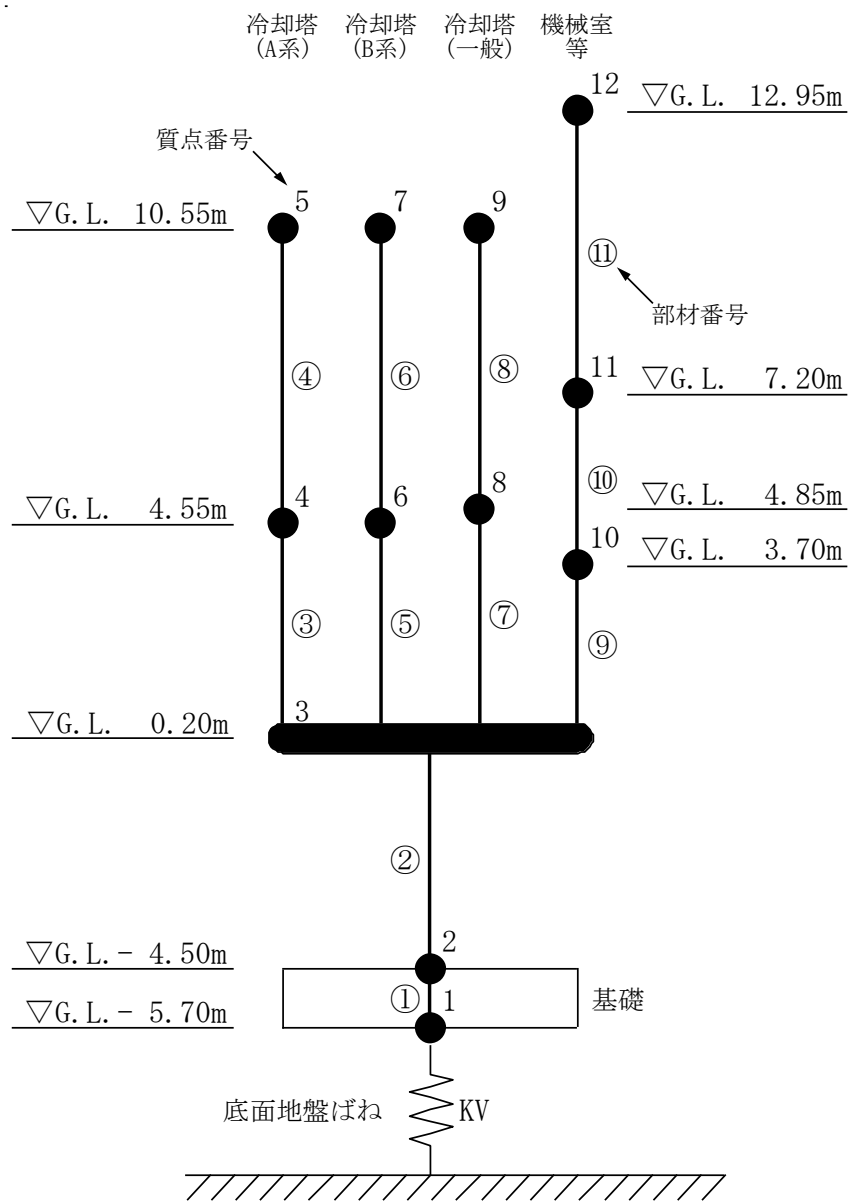 冷却塔 冷却塔 冷却塔 機械室
(A系) (B系) (一般) 等
12 ▽G.L. 12.95m
質点番号
▽G.L. 10.55m 5 7 9
⑪
部材番号
11 ▽G.L. 7.20m
④ ⑥ ⑧
⑩
▽G.L. 4.55m 4 6 8 ▽G.L. 4.85m
10 ▽G.L. 3.70m
③ ⑤ ⑦ ⑨
▽G.L. 0.20m 3
②
▽G.L.- 4.50m 2
① 1 基礎
▽G.L.- 5.70m
底面地盤ばね KV